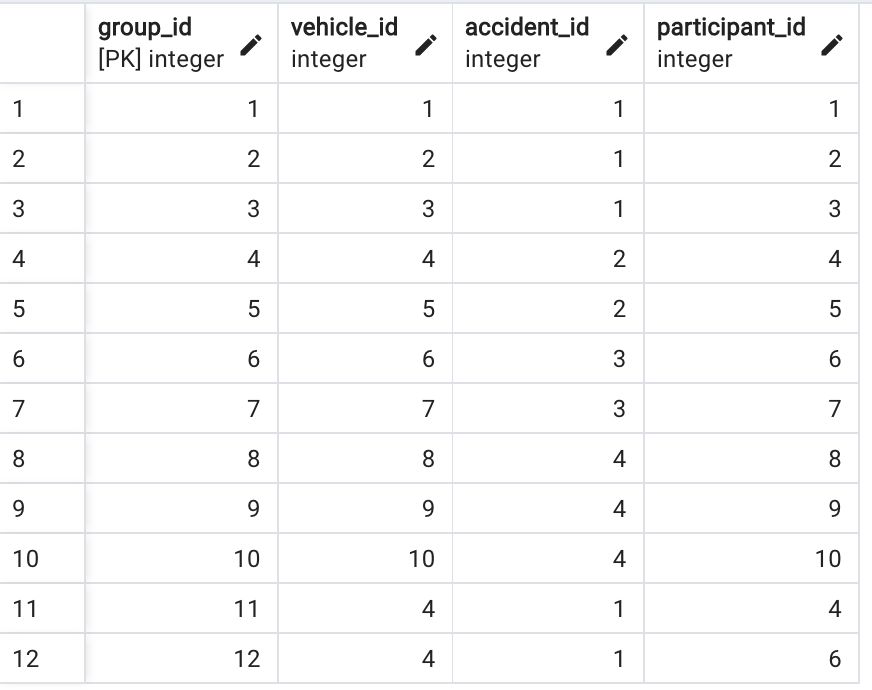 group_id vehicle_id accident_id participant_id
[PK] integer integer integer integer
1 1 1 1 1
2 2 2 1 2
3 3 3 1 3
4 4 4 2 4
5 5 5 2 5
6 6 6 3 6
7 7 7 3 7
8 8 8 4 8
9 9 9 4 9
10 10 10 4 10
11 11 4 1 4
12 12 4 1 6